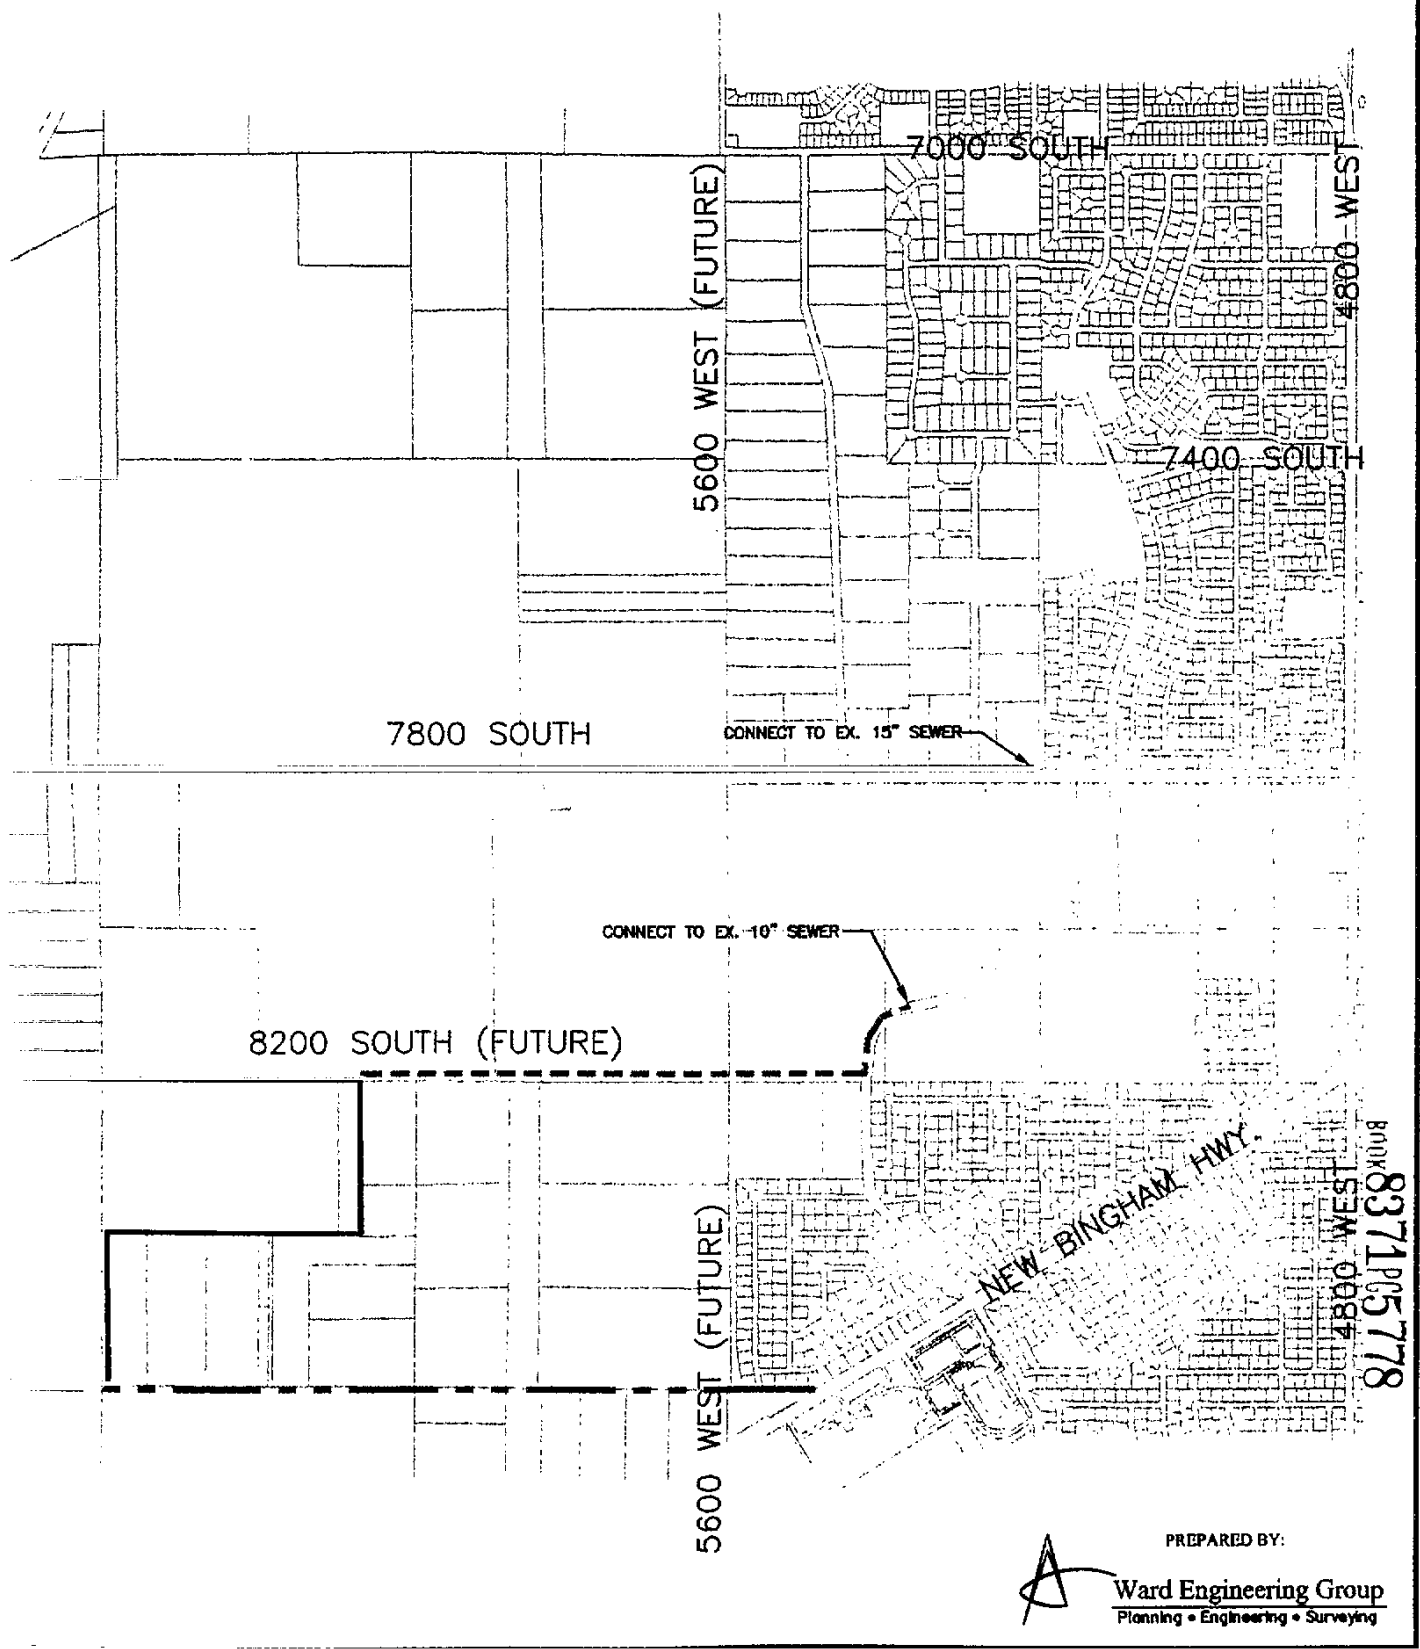 7000 SOUTH
4800 WEST
5600 WEST (FUTURE)
7400 SOUTH
7800 SOUTH
CONNECT TO EX. 15" SEWER
CONNECT TO EX. 10" SEWER
8200 SOUTH (FUTURE)
NEW BINGHAM HWY.
5600 WEST (FUTURE)
4800 WEST
BOOK 8371 PG 5778
PREPARED BY:
Ward Engineering Group
Planning • Engineering • Surveying